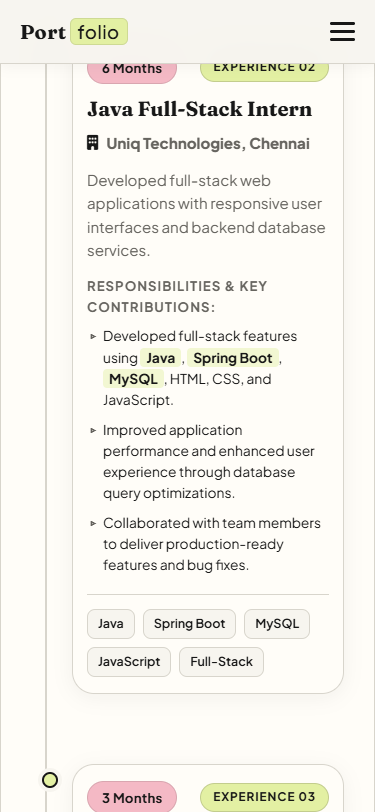 Port folio
6 Months EXPERIENCE 02
Java Full-Stack Intern
Uniq Technologies, Chennai
Developed full-stack web
applications with responsive user
interfaces and backend database
services.
RESPONSIBILITIES & KEY
CONTRIBUTIONS:
Developed full-stack features
using Java , Spring Boot ,
MySQL , HTML, CSS, and
JavaScript.
Improved application
performance and enhanced user
experience through database
query optimizations.
Collaborated with team members
to deliver production-ready
features and bug fixes.
Java Spring Boot MySQL
JavaScript Full-Stack
3 Months EXPERIENCE 03